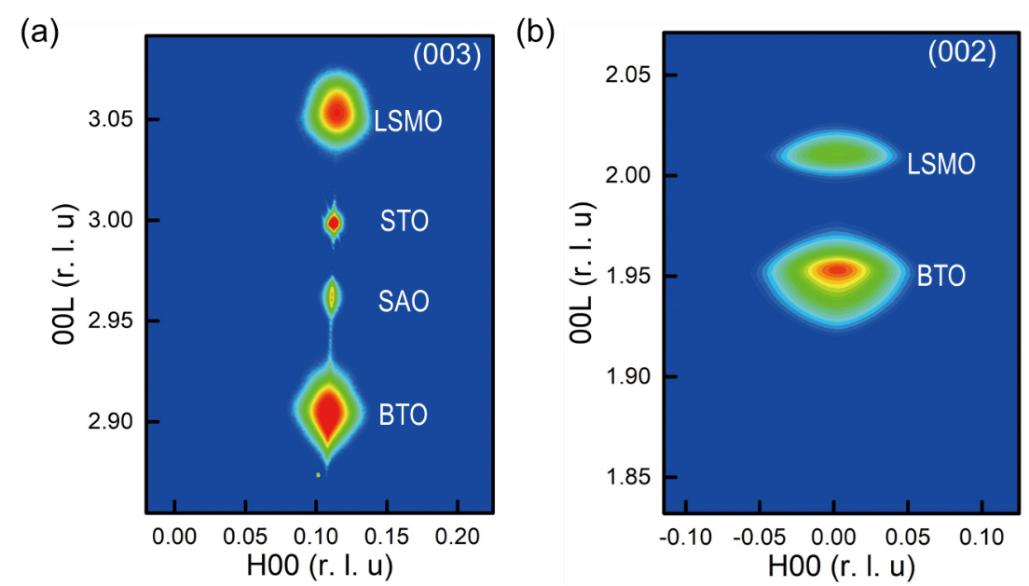 (a)
(003)
LSMO
STO
SAO
BTO
3.05
3.00
2.95
2.90
00L (r. l. u)
0.00 0.05 0.10 0.15 0.20
H00 (r. l. u)
(b)
(002)
LSMO
BTO
2.05
2.00
1.95
1.90
1.85
00L (r. l. u)
-0.10 -0.05 0.00 0.05 0.10
H00 (r. l. u)